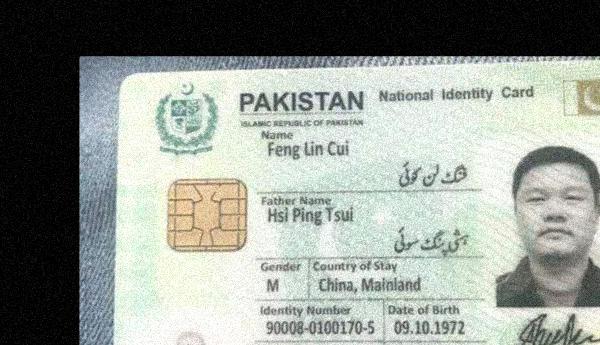 PAKISTAN National Identity Card
ISLAMIC REPUBLIC OF PAKISTAN
Name
Feng Lin Cui
فنگ لن کوئی
Father Name
Hsi Ping Tsui
ہشی پنگ سوئی
Gender Country of Stay
M China, Mainland
Identity Number Date of Birth
90008-0100170-5 09.10.1972